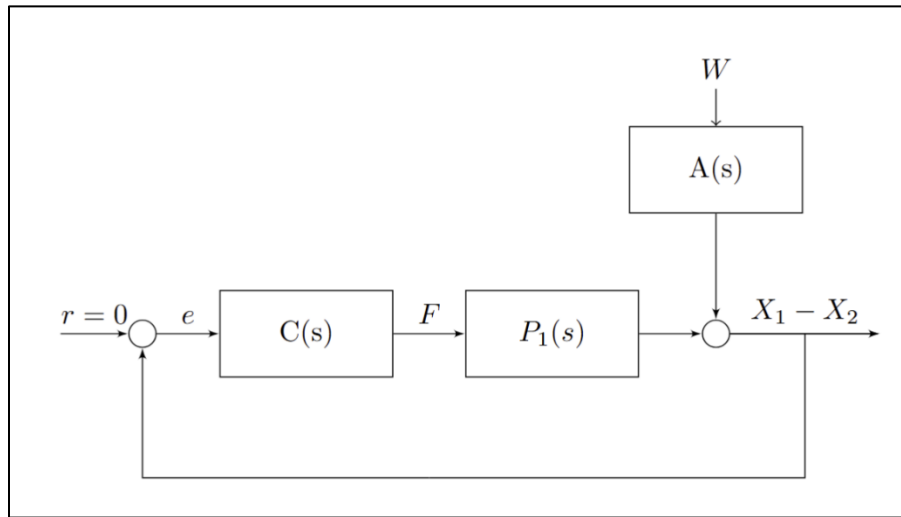 W
A(s)
r = 0
e
C(s)
F
P₁(s)
X₁ − X₂